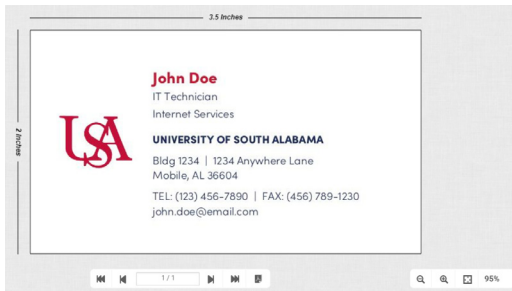 3.5 Inches
2 Inches
USA
John Doe
IT Technician
Internet Services
UNIVERSITY OF SOUTH ALABAMA
Bldg 1234 | 1234 Anywhere Lane
Mobile, AL 36604
TEL: (123) 456-7890 | FAX: (456) 789-1230
john.doe@email.com
1 / 1
95%